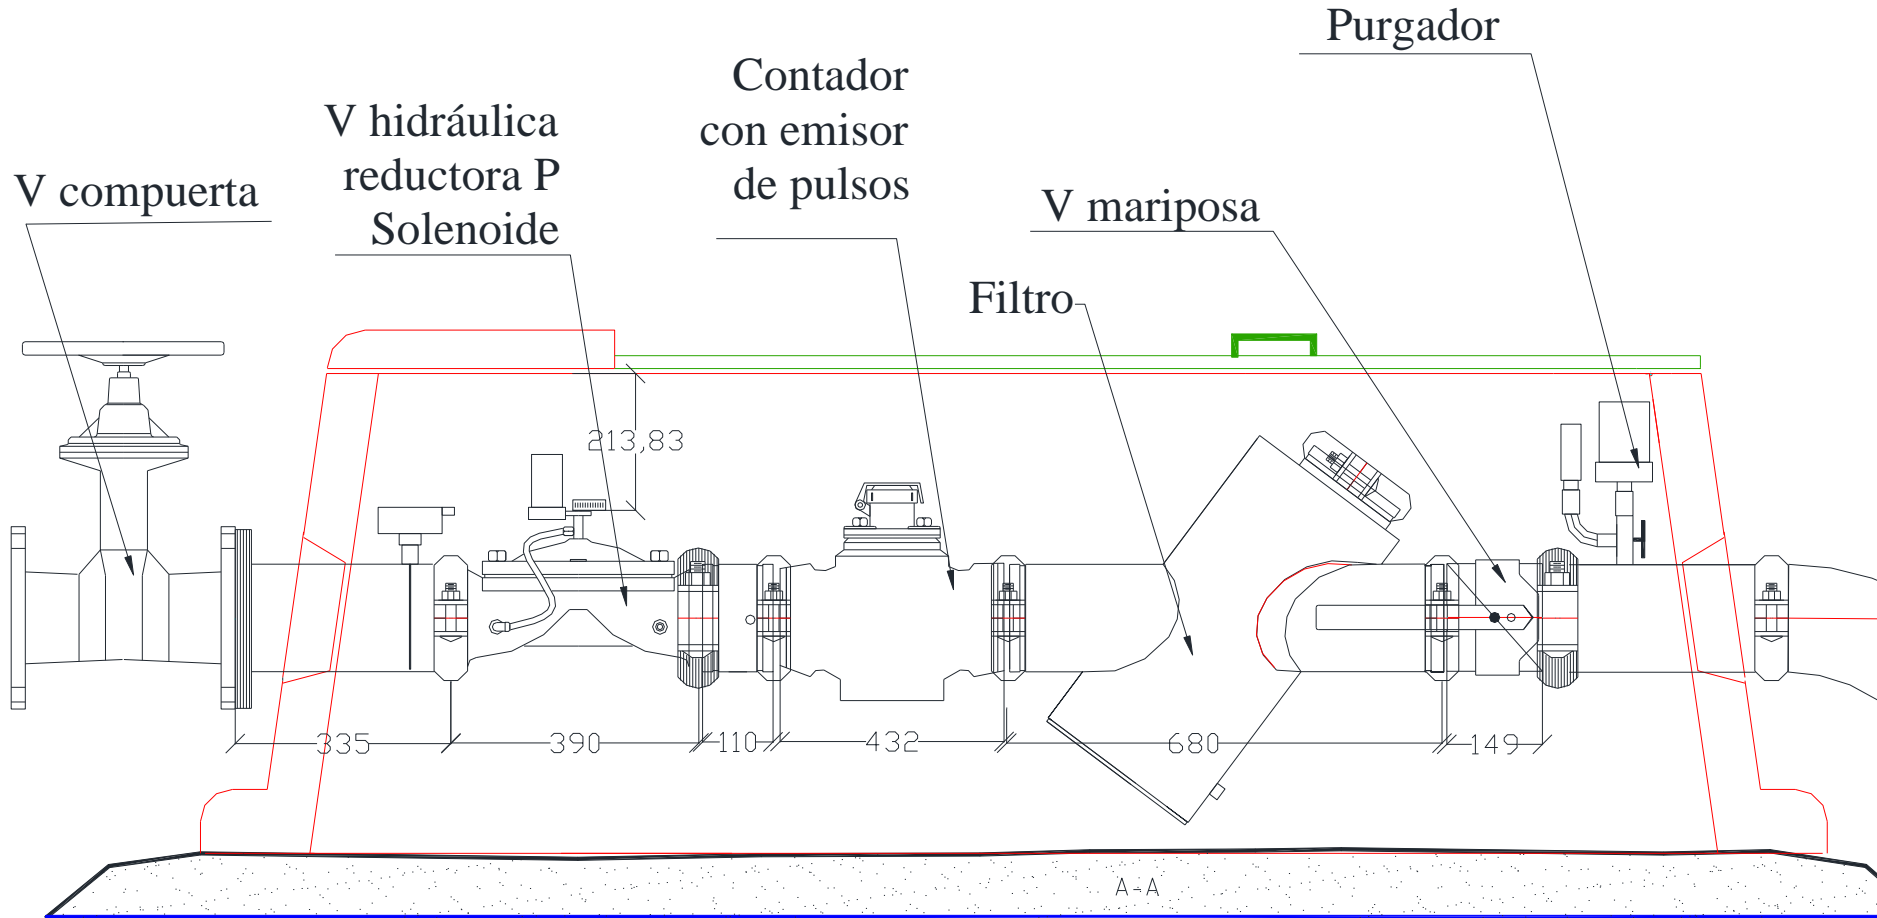 Purgador
Contador
con emisor
de pulsos
V hidráulica
reductora P
Solenoide
V compuerta
V mariposa
Filtro
213,83
335
390
110
432
680
149
A-A